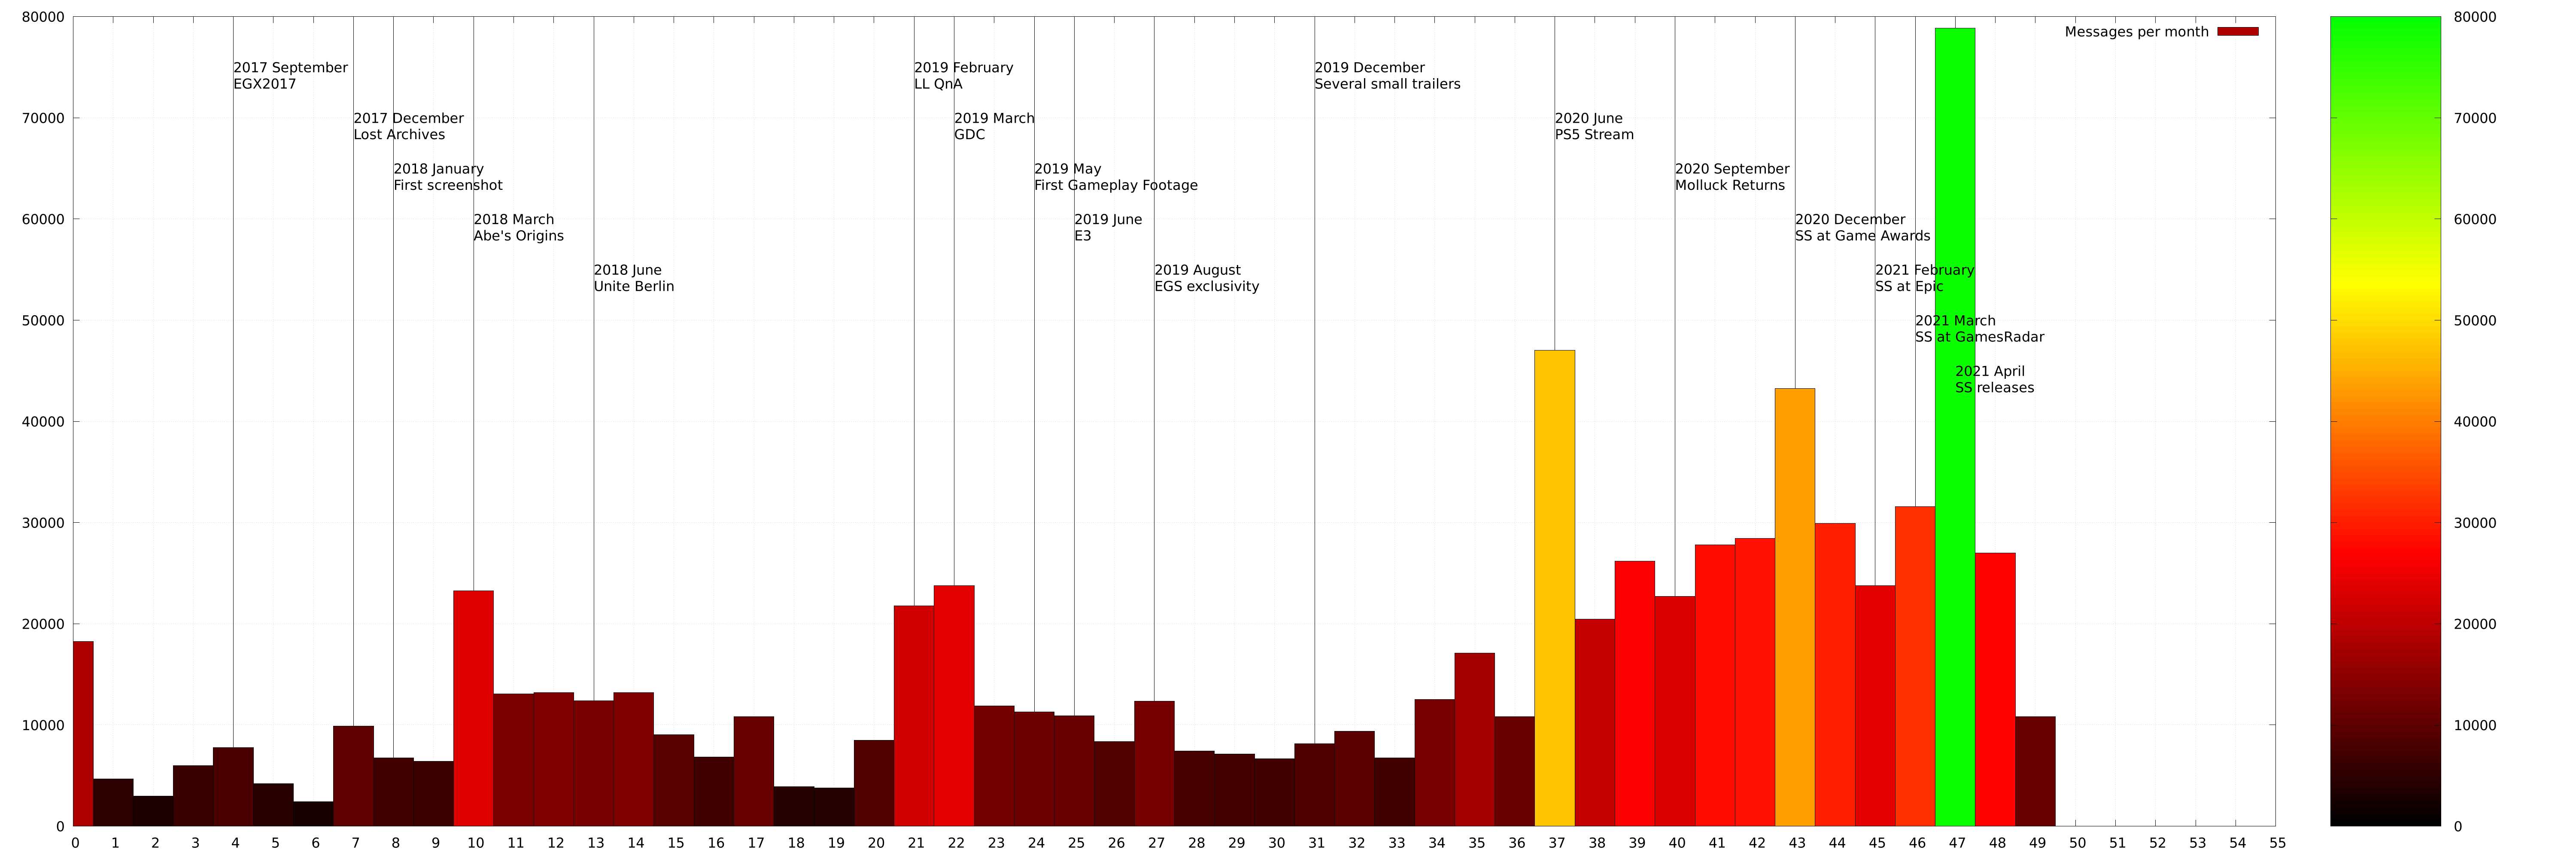 80000
70000
60000
50000
40000
30000
20000
10000
0
Messages per month
2017 September
EGX2017
2017 December
Lost Archives
2018 January
First screenshot
2018 March
Abe's Origins
2018 June
Unite Berlin
2019 February
LL QnA
2019 March
GDC
2019 May
First Gameplay Footage
2019 June
E3
2019 August
EGS exclusivity
2019 December
Several small trailers
2020 June
PS5 Stream
2020 September
Molluck Returns
2020 December
SS at Game Awards
2021 February
SS at Epic
2021 March
SS at GamesRadar
2021 April
SS releases
0 1 2 3 4 5 6 7 8 9 10 11 12 13 14 15 16 17 18 19 20 21 22 23 24 25 26 27 28 29 30 31 32 33 34 35 36 37 38 39 40 41 42 43 44 45 46 47 48 49 50 51 52 53 54 55
80000
70000
60000
50000
40000
30000
20000
10000
0